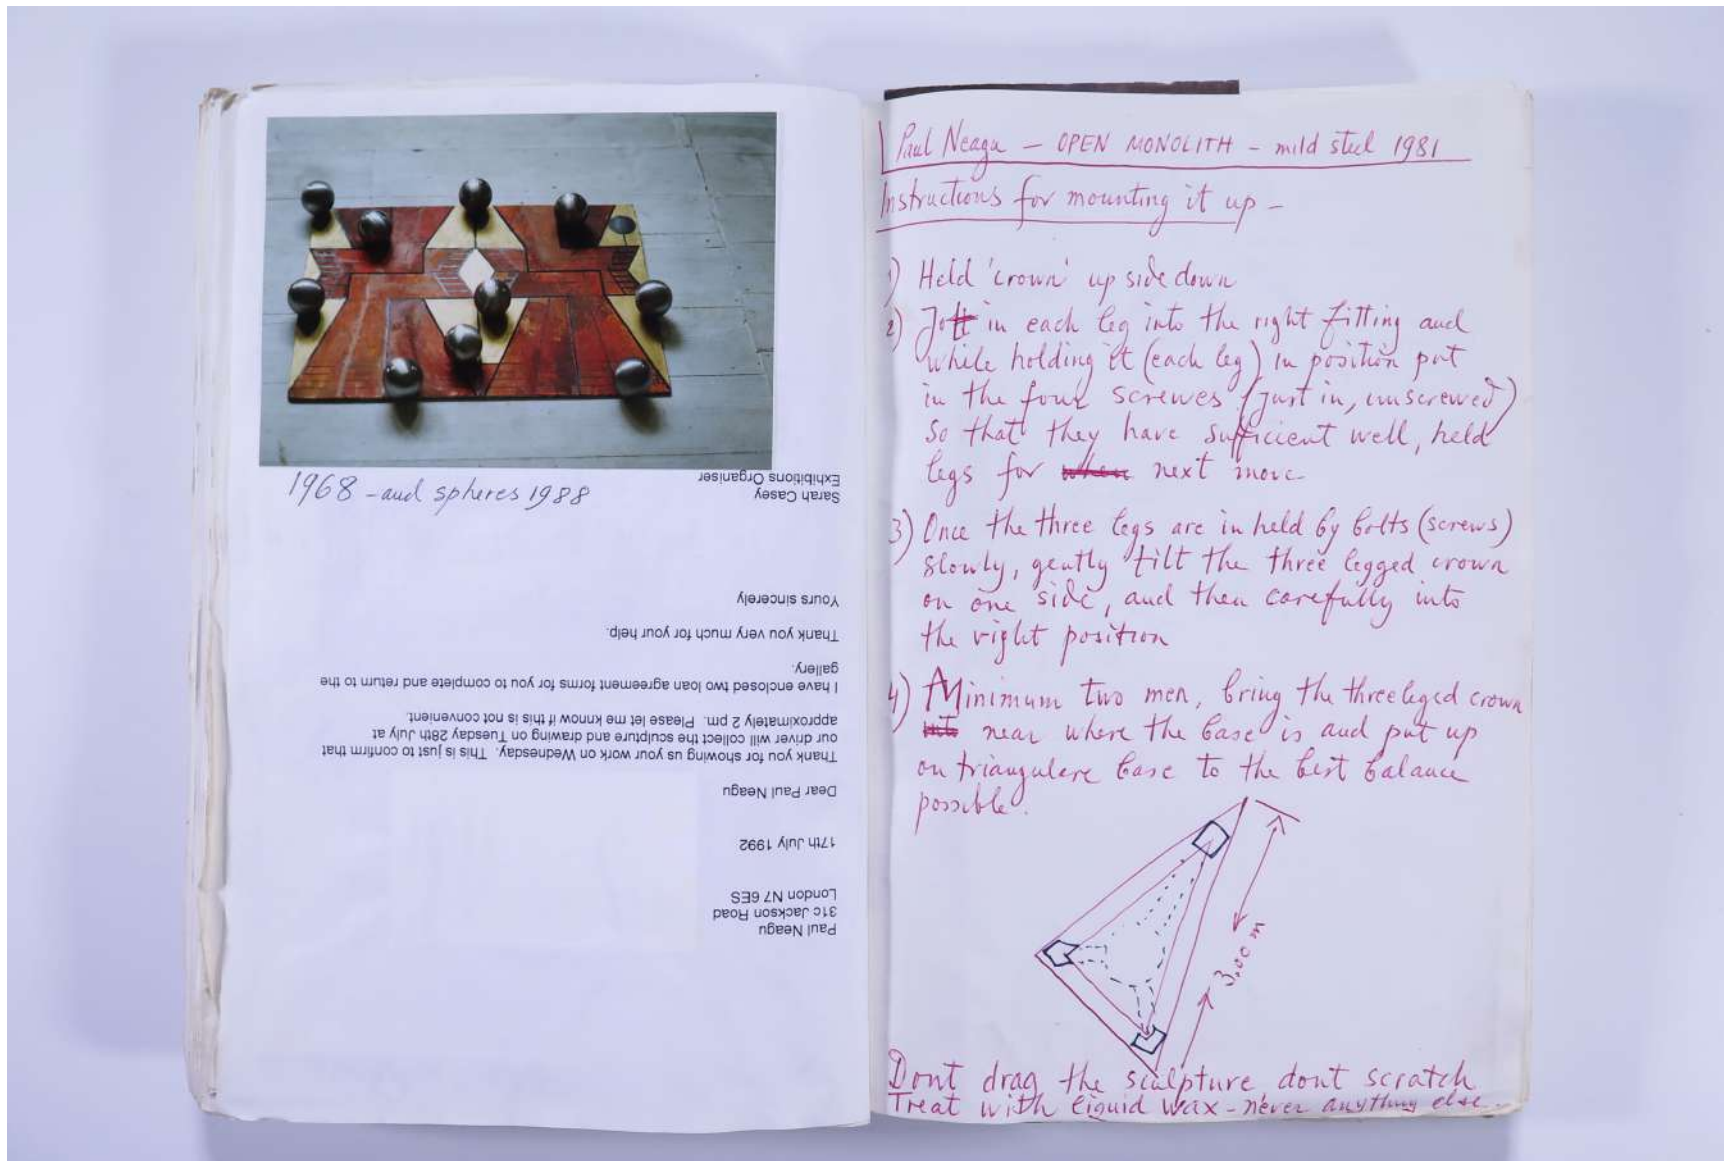 1968 - and spheres 1988
Paul Neagu
31c Jackson Road
London N7 6ES
17th July 1992
Dear Paul Neagu
Thank you for showing us your work on Wednesday. This is just to confirm that
our driver will collect the sculpture and drawing on Tuesday 28th July at
approximately 2 pm. Please let me know if this is not convenient.
I have enclosed two loan agreement forms for you to complete and return to the
gallery.
Thank you very much for your help.
Yours sincerely
Sarah Casey
Exhibitions Organiser
Paul Neagu - OPEN MONOLITH - mild steel 1981
Instructions for mounting it up -
1) Held 'crown' up side down
2) in each leg into the right fitting and
while holding it (each leg) in position put
in the four screwes (just in, unscrewed)
so that they have sufficient well, held
legs for next move
3) Once the three legs are in held by bolts (screws)
slowly, gently tilt the three legged crown
on one side, and then carefully into
the right position
4) Minimum two men, bring the threeleged crown
near where the base is and put up
on triangulare base to the best balance
possible.
3,00 m
Dont drag the sculpture dont scratch
Treat with liquid wax - never anything else -